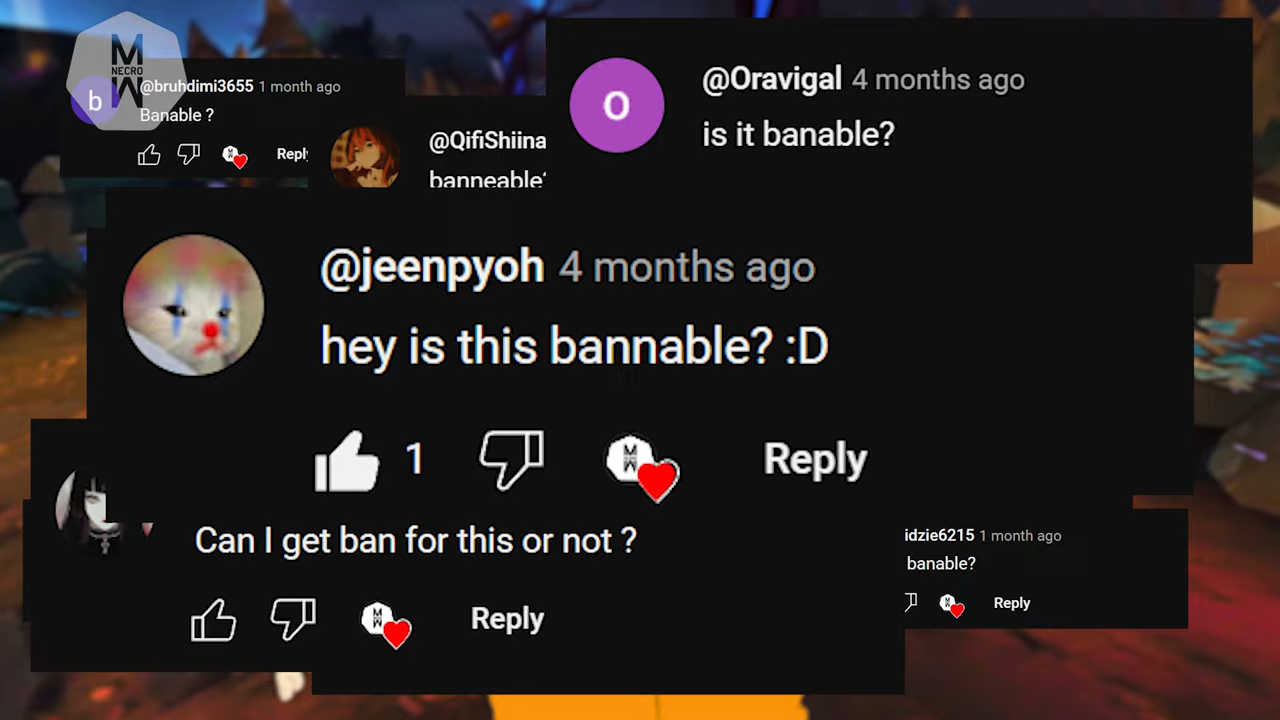 M
NECRO
M
b
@bruhdimi3655 1 month ago
Banable ?
Reply
@QifiShiina
banneable?
O
@Oravigal 4 months ago
is it banable?
@jeenpyoh 4 months ago
hey is this bannable? :D
1
Reply
Can I get ban for this or not ?
Reply
idzie6215 1 month ago
banable?
Reply